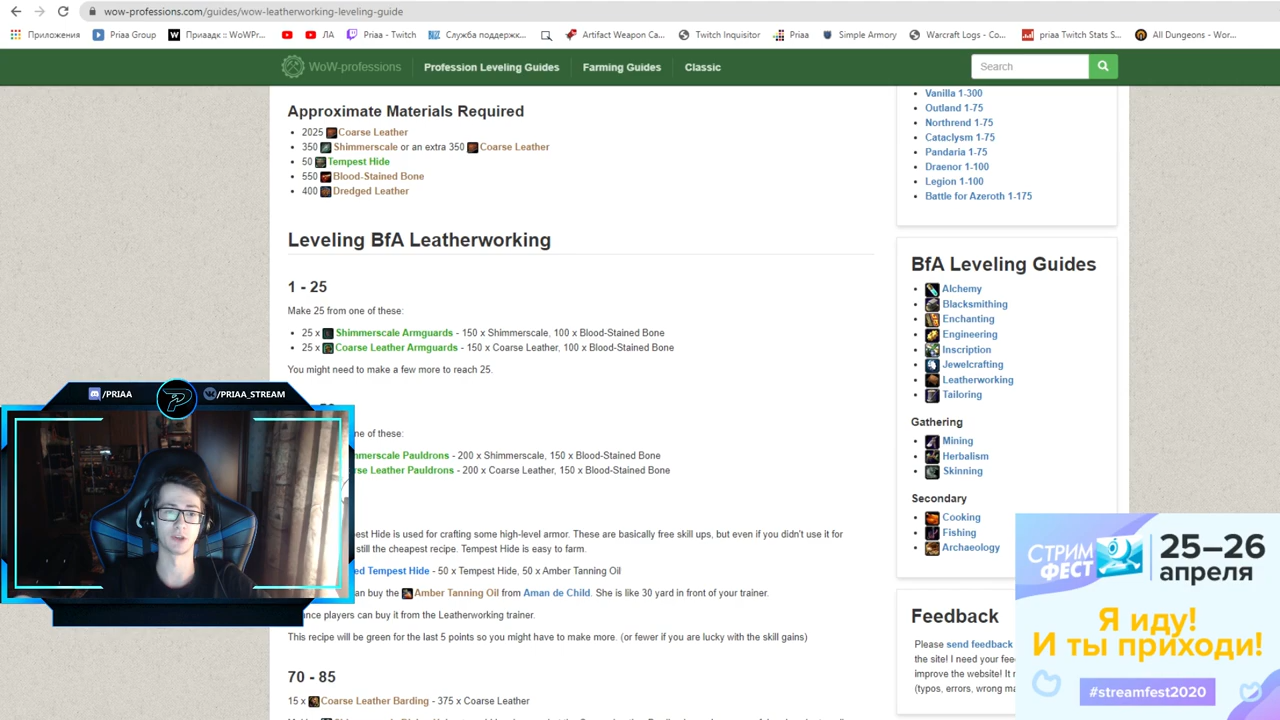 wow-professions.com/guides/wow-leatherworking-leveling-guide
Приложения
Priaa Group
Приаадк :: WoWPr...
ЛА
Priaa - Twitch
Служба поддержк...
Artifact Weapon Ca...
Twitch Inquisitor
Priaa
Simple Armory
Warcraft Logs - Co...
priaa Twitch Stats S...
All Dungeons - Wor...
WoW-professions
Profession Leveling Guides
Farming Guides
Classic
Search
Approximate Materials Required
2025 Coarse Leather
350 Shimmerscale or an extra 350 Coarse Leather
50 Tempest Hide
550 Blood-Stained Bone
400 Dredged Leather
Leveling BfA Leatherworking
1 - 25
Make 25 from one of these:
25 x Shimmerscale Armguards - 150 x Shimmerscale, 100 x Blood-Stained Bone
25 x Coarse Leather Armguards - 150 x Coarse Leather, 100 x Blood-Stained Bone
You might need to make a few more to reach 25.
one of these:
mmerscale Pauldrons - 200 x Shimmerscale, 150 x Blood-Stained Bone
rse Leather Pauldrons - 200 x Coarse Leather, 150 x Blood-Stained Bone
pest Hide is used for crafting some high-level armor. These are basically free skill ups, but even if you didn't use it for
still the cheapest recipe. Tempest Hide is easy to farm.
ed Tempest Hide - 50 x Tempest Hide, 50 x Amber Tanning Oil
can buy the Amber Tanning Oil from Aman de Child. She is like 30 yard in front of your trainer.
ance players can buy it from the Leatherworking trainer.
This recipe will be green for the last 5 points so you might have to make more. (or fewer if you are lucky with the skill gains)
70 - 85
15 x Coarse Leather Barding - 375 x Coarse Leather
Vanilla 1-300
Outland 1-75
Northrend 1-75
Cataclysm 1-75
Pandaria 1-75
Draenor 1-100
Legion 1-100
Battle for Azeroth 1-175
BfA Leveling Guides
Alchemy
Blacksmithing
Enchanting
Engineering
Inscription
Jewelcrafting
Leatherworking
Tailoring
Gathering
Mining
Herbalism
Skinning
Secondary
Cooking
Fishing
Archaeology
Feedback
Please send feedback
the site! I need your fee
improve the website! It r
(typos, errors, wrong ma
/PRIAA
/PRIAA_STREAM
СТРИМ
ФЕСТ
25–26
апреля
Я иду!
И ты приходи!
#streamfest2020